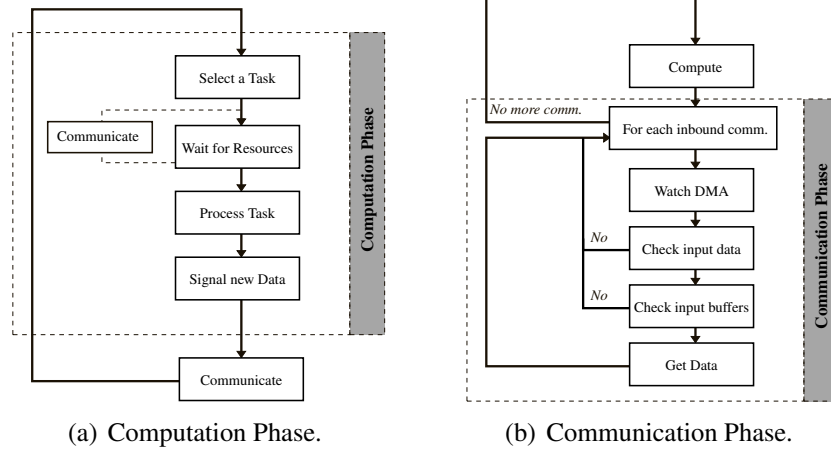 Select a Task
Communicate
Wait for Resources
Process Task
Signal new Data
Communicate
Computation Phase
(a) Computation Phase.
Compute
No more comm.
For each inbound comm.
Watch DMA
No
Check input data
No
Check input buffers
Get Data
Communication Phase
(b) Communication Phase.